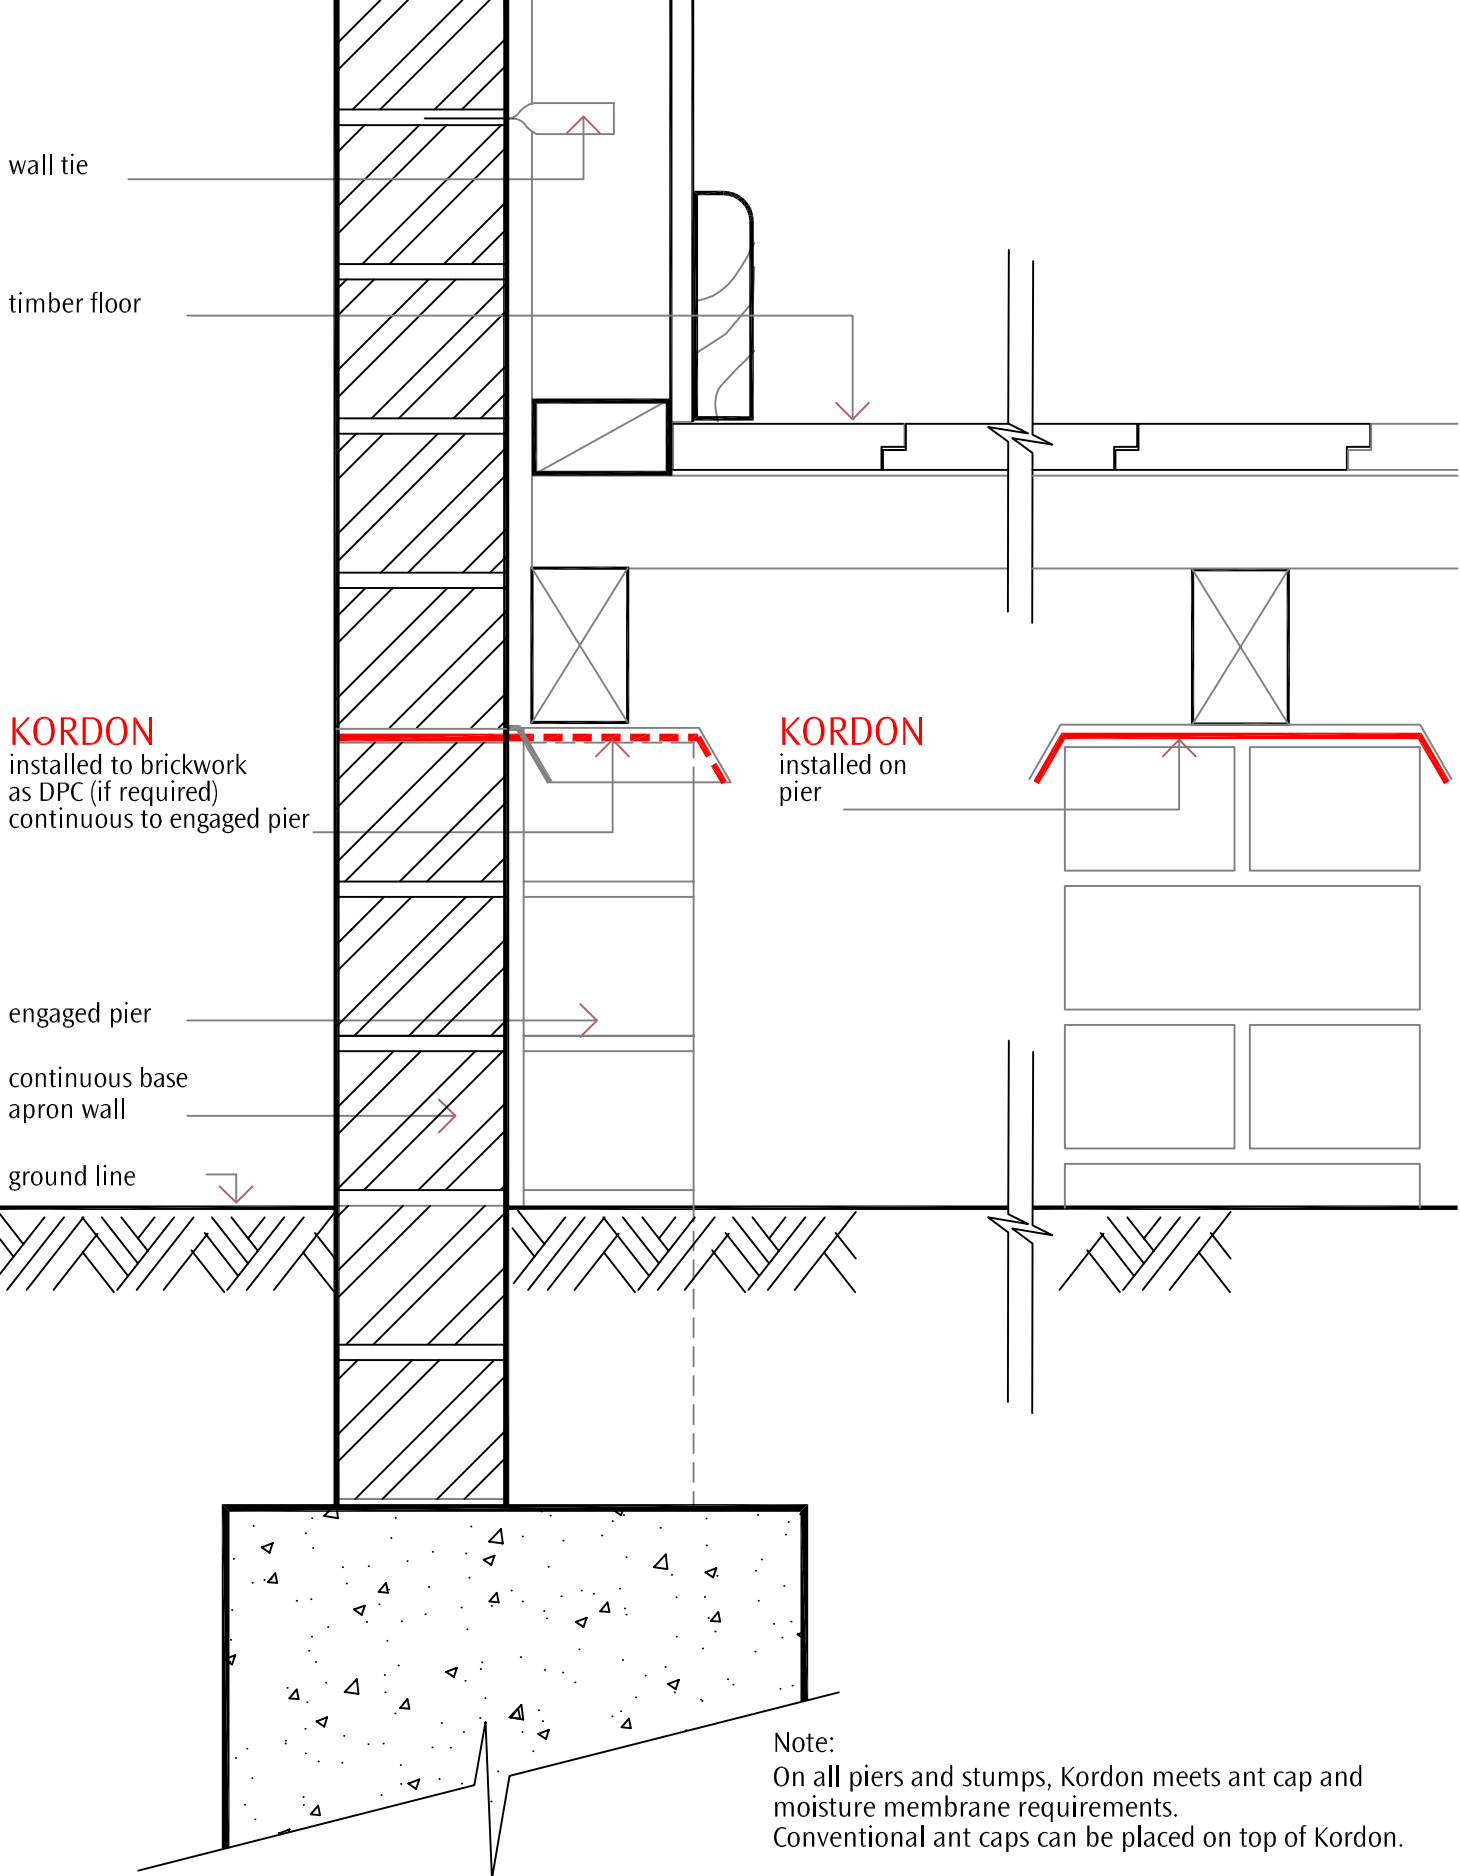 wall tie
timber floor
KORDON
installed to brickwork
as DPC (if required)
continuous to engaged pier
KORDON
installed on
pier
engaged pier
continuous base
apron wall
ground line
Note:
On all piers and stumps, Kordon meets ant cap and
moisture membrane requirements.
Conventional ant caps can be placed on top of Kordon.